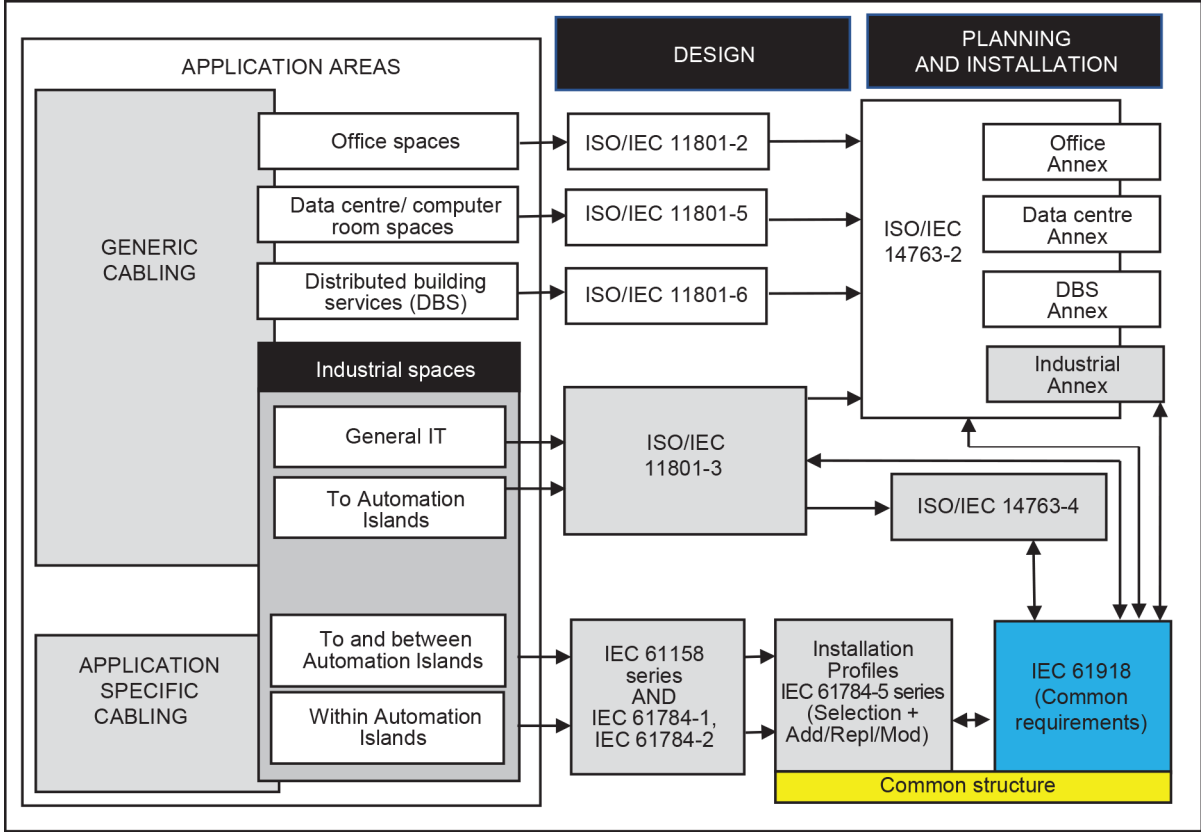 APPLICATION AREAS
DESIGN
PLANNING
AND INSTALLATION
GENERIC
CABLING
Office spaces
ISO/IEC 11801-2
Data centre/ computer
room spaces
ISO/IEC 11801-5
Distributed building
services (DBS)
ISO/IEC 11801-6
ISO/IEC
14763-2
Office
Annex
Data centre
Annex
DBS
Annex
Industrial
Annex
Industrial spaces
General IT
To Automation
Islands
ISO/IEC
11801-3
ISO/IEC 14763-4
APPLICATION
SPECIFIC
CABLING
To and between
Automation Islands
Within Automation
Islands
IEC 61158
series
AND
IEC 61784-1,
IEC 61784-2
Installation
Profiles
IEC 61784-5 series
(Selection +
Add/Repl/Mod)
IEC 61918
(Common
requirements)
Common structure